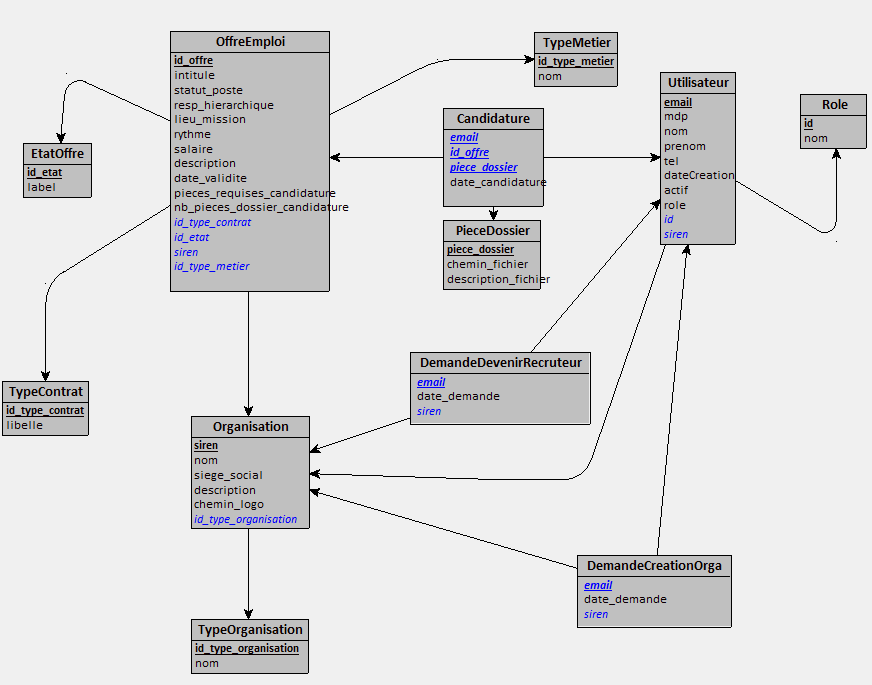 OffreEmploi
id_offre
intitule
statut_poste
resp_hierarchique
lieu_mission
rythme
salaire
description
date_validite
pieces_requises_candidature
nb_pieces_dossier_candidature
id_type_contrat
id_etat
siren
id_type_metier
TypeMetier
id_type_metier
nom
Utilisateur
email
mdp
nom
prenom
tel
dateCreation
actif
role
id
siren
Role
id
nom
Candidature
email
id_offre
piece_dossier
date_candidature
EtatOffre
id_etat
label
PieceDossier
piece_dossier
chemin_fichier
description_fichier
DemandeDevenirRecruteur
email
date_demande
siren
TypeContrat
id_type_contrat
libelle
Organisation
siren
nom
siege_social
description
chemin_logo
id_type_organisation
DemandeCreationOrga
email
date_demande
siren
TypeOrganisation
id_type_organisation
nom